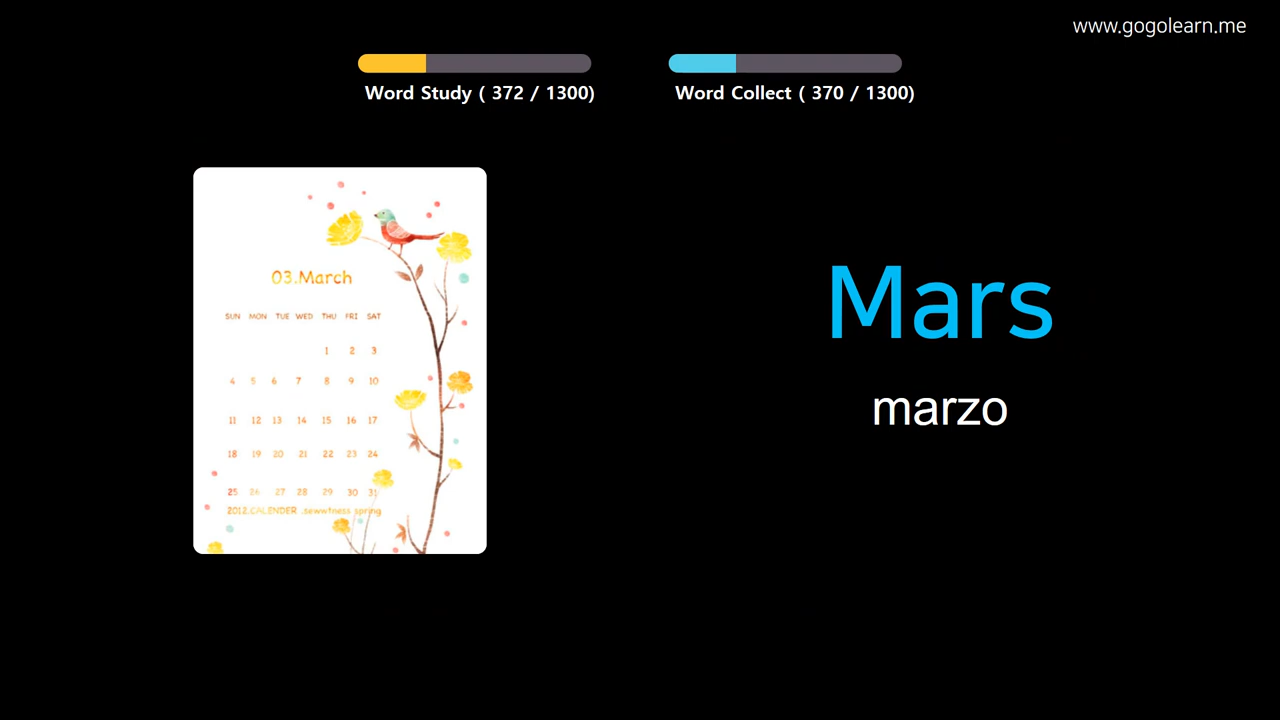 www.gogolearn.me
Word Study ( 372 / 1300)
Word Collect ( 370 / 1300)
03.March
SUN MON TUE WED THU FRI SAT
1 2 3
4 5 6 7 8 9 10
11 12 13 14 15 16 17
18 19 20 21 22 23 24
25 26 27 28 29 30 31
2012.CALENDER .sewwtness spring
Mars
marzo